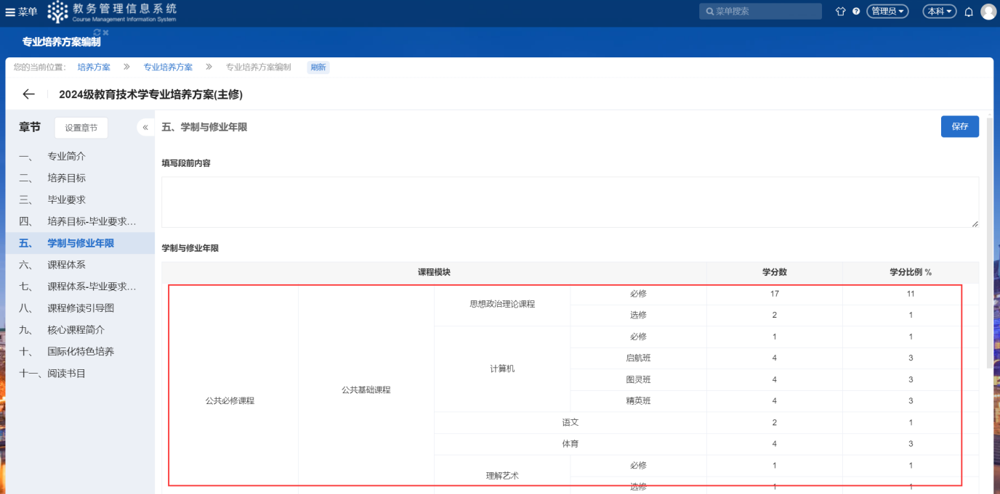 菜单
教务管理信息系统
Course Management Information System
菜单搜索
管理员
本科
专业培养方案编制
您的当前位置： 培养方案 » 专业培养方案 » 专业培养方案编制 刷新
2024级教育技术学专业培养方案(主修)
章节 设置章节 «
一、 专业简介
二、 培养目标
三、 毕业要求
四、 培养目标-毕业要求...
五、 学制与修业年限
六、 课程体系
七、 课程体系-毕业要求...
八、 课程修读引导图
九、 核心课程简介
十、 国际化特色培养
十一、阅读书目
五、学制与修业年限
保存
填写段前内容
学制与修业年限
课程模块 学分数 学分比例 %
公共必修课程 公共基础课程 思想政治理论课程 必修 17 11
选修 2 1
计算机 必修 1 1
启航班 4 3
图灵班 4 3
精英班 4 3
语文 2 1
体育 4 3
理解艺术 必修 1 1
选修 1 1